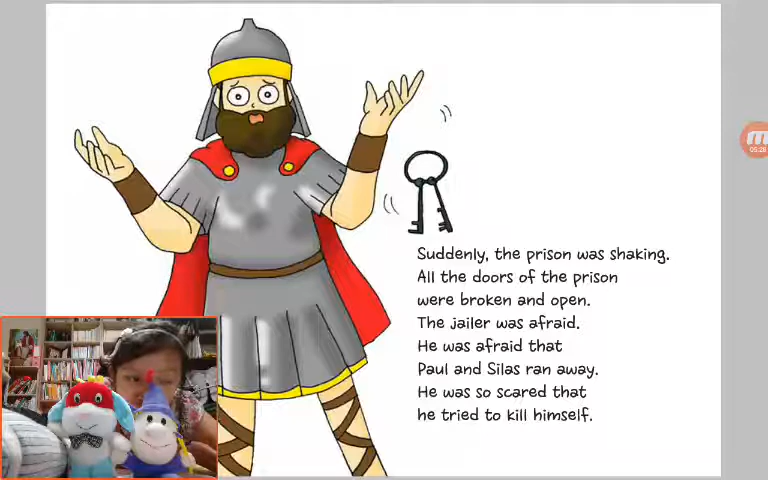 Suddenly, the prison was shaking.
All the doors of the prison
were broken and open.
The jailer was afraid.
He was afraid that
Paul and Silas ran away.
He was so scared that
he tried to kill himself.
05:28